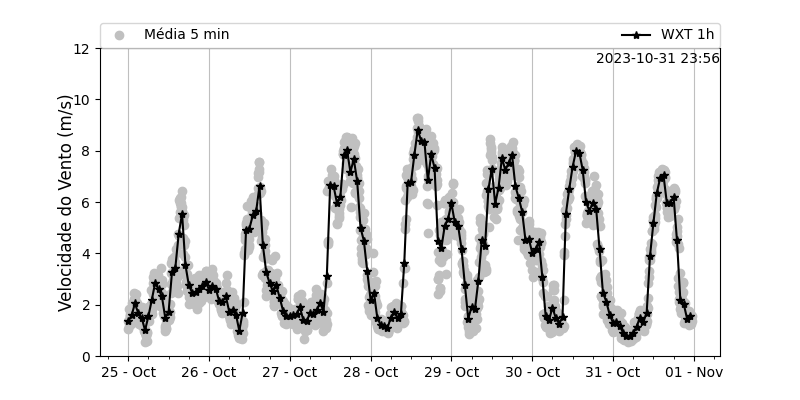 Média 5 min
WXT 1h
2023-10-31 23:56
Velocidade do Vento (m/s)
12
10
8
6
4
2
0
25 - Oct
26 - Oct
27 - Oct
28 - Oct
29 - Oct
30 - Oct
31 - Oct
01 - Nov